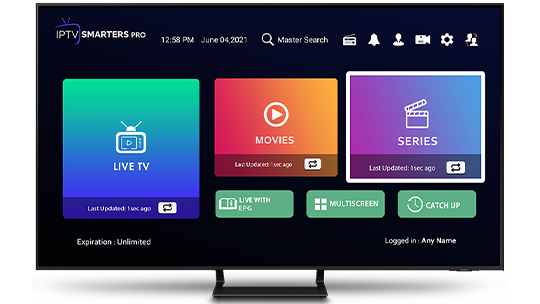 IPTV SMARTERS PRO
12:58 PM June 04,2021 Master Search
LIVE TV
Last Updated: 1sec ago
MOVIES
Last Updated: 1sec ago
SERIES
Last Updated: 1sec ago
LIVE WITH
EPG
MULTISCREEN
CATCH UP
Expiration : Unlimited
Logged in : Any Name